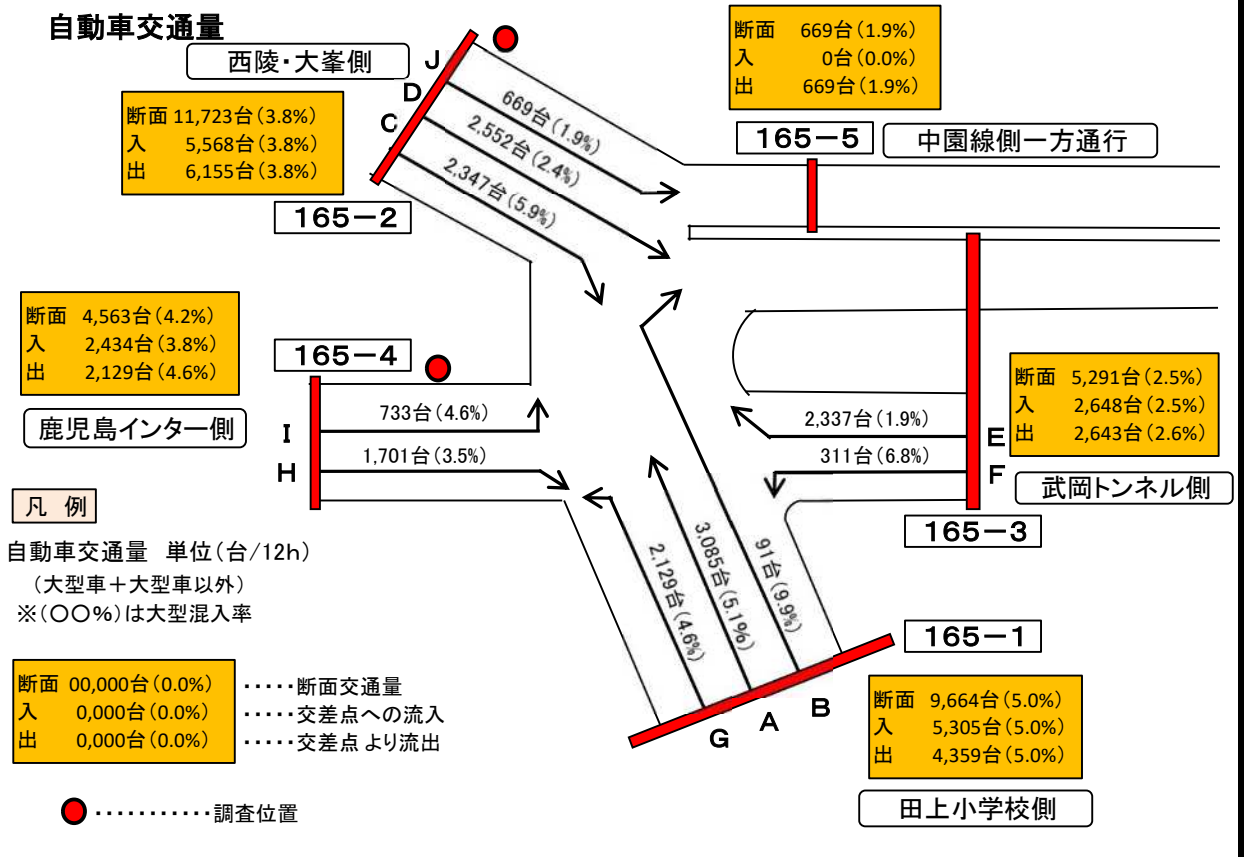 自動車交通量
西陵・大峯側
断面 11,723台(3.8%)
入 5,568台(3.8%)
出 6,155台(3.8%)
165−2
J
D
C
669台(1.9%)
2,552台(2.4%)
2,347台(5.9%)
断面 669台(1.9%)
入 0台(0.0%)
出 669台(1.9%)
165−5
中園線側一方通行
断面 4,563台(4.2%)
入 2,434台(3.8%)
出 2,129台(4.6%)
165−4
鹿児島インター側
I
H
733台(4.6%)
1,701台(3.5%)
2,337台(1.9%)
311台(6.8%)
E
F
断面 5,291台(2.5%)
入 2,648台(2.5%)
出 2,643台(2.6%)
武岡トンネル側
165−3
2,129台(4.6%)
3,085台(5.1%)
91台(9.9%)
G
A
B
165−1
断面 9,664台(5.0%)
入 5,305台(5.0%)
出 4,359台(5.0%)
田上小学校側
凡 例
自動車交通量 単位(台/12h)
(大型車+大型車以外)
※(〇〇%)は大型混入率
断面 00,000台(0.0%) ・・・・・断面交通量
入 0,000台(0.0%) ・・・・・交差点への流入
出 0,000台(0.0%) ・・・・・交差点より流出
・・・・・・・・・・・調査位置